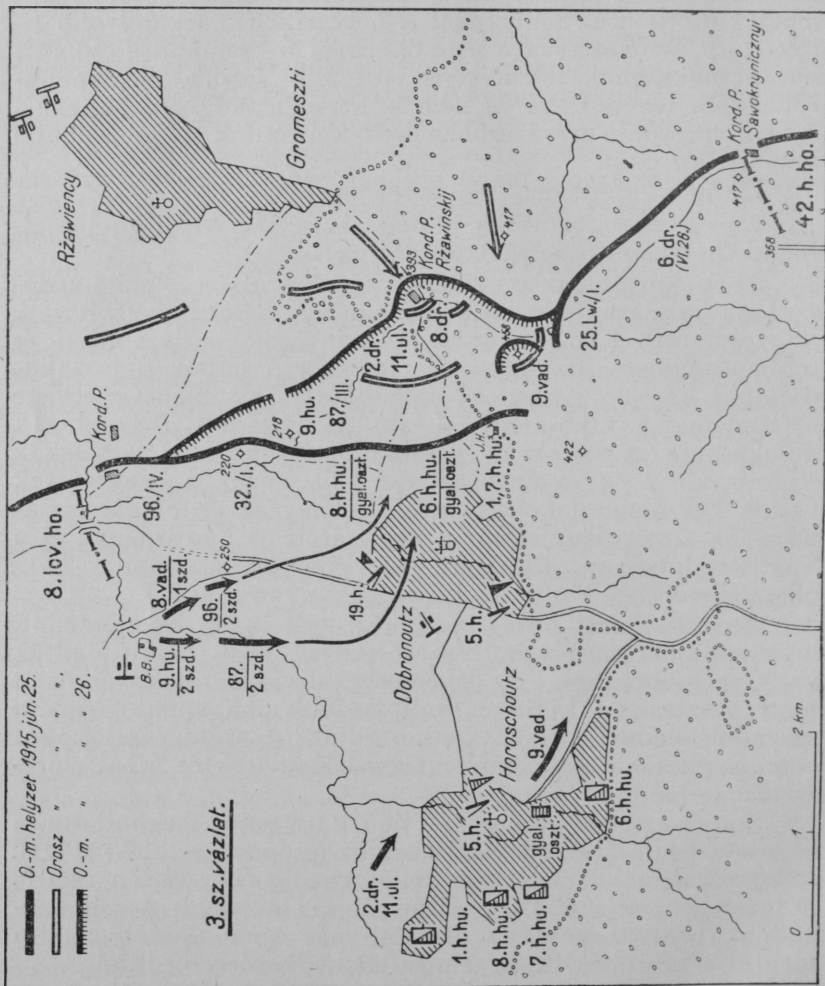 O.-m. helyzet 1915. jún. 25.
Orosz " " "
O.-m. " " 26.
3. sz. vázlat.
Rżawiency
Gromeszti
Kord. P.
8. lov. ho.
96./IV.
220
218
9. hu.
32./I.
87./III.
2. dr.
11. ul.
8. dr.
393
Kord. P.
Rżawinskij
417
458
9. vad.
25. Lw./I.
6. dr.
(VI. 26.)
Kord. P.
Sawokrynicznyi
417
358
42. h. ho.
8. vad.
1 szd.
250
96.
2 szd.
B.B.
9. hu.
2 szd.
87.
2 szd.
8. h. hu.
gyal. oszt.
6. h. hu.
gyal. oszt.
J.H.
1., 7. h. hu.
422
19. h.
5. h.
Dobronoutz
Horoschoutz
9. vad.
2. dr.
11. ul.
5. h.
gyal.
oszt.
1. h. hu.
8. h. hu.
7. h. hu.
6. h. hu.
0 1 2 km